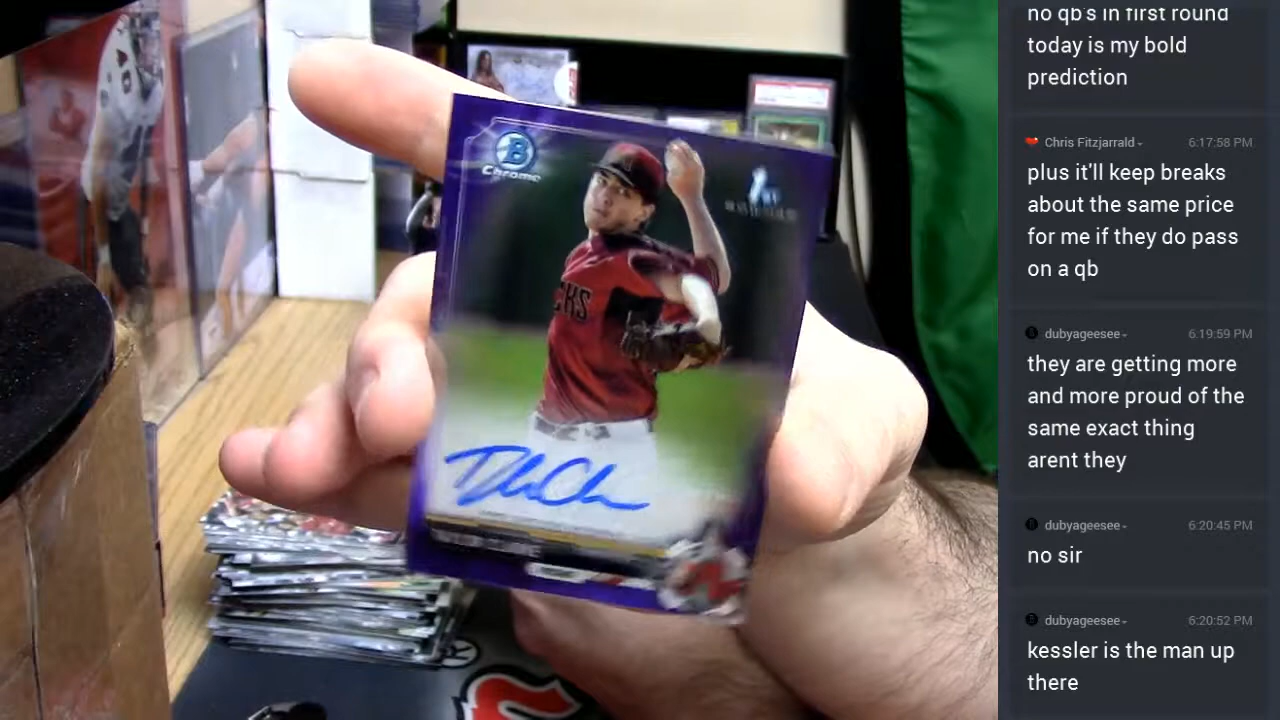 no qb's in first round
today is my bold
prediction
Chris Fitzjarrald 6:17:58 PM
plus it'll keep breaks
about the same price
for me if they do pass
on a qb
dubyageesee 6:19:59 PM
they are getting more
and more proud of the
same exact thing
arent they
dubyageesee 6:20:45 PM
no sir
dubyageesee 6:20:52 PM
kessler is the man up
there
B
Chrome
1st
CKS